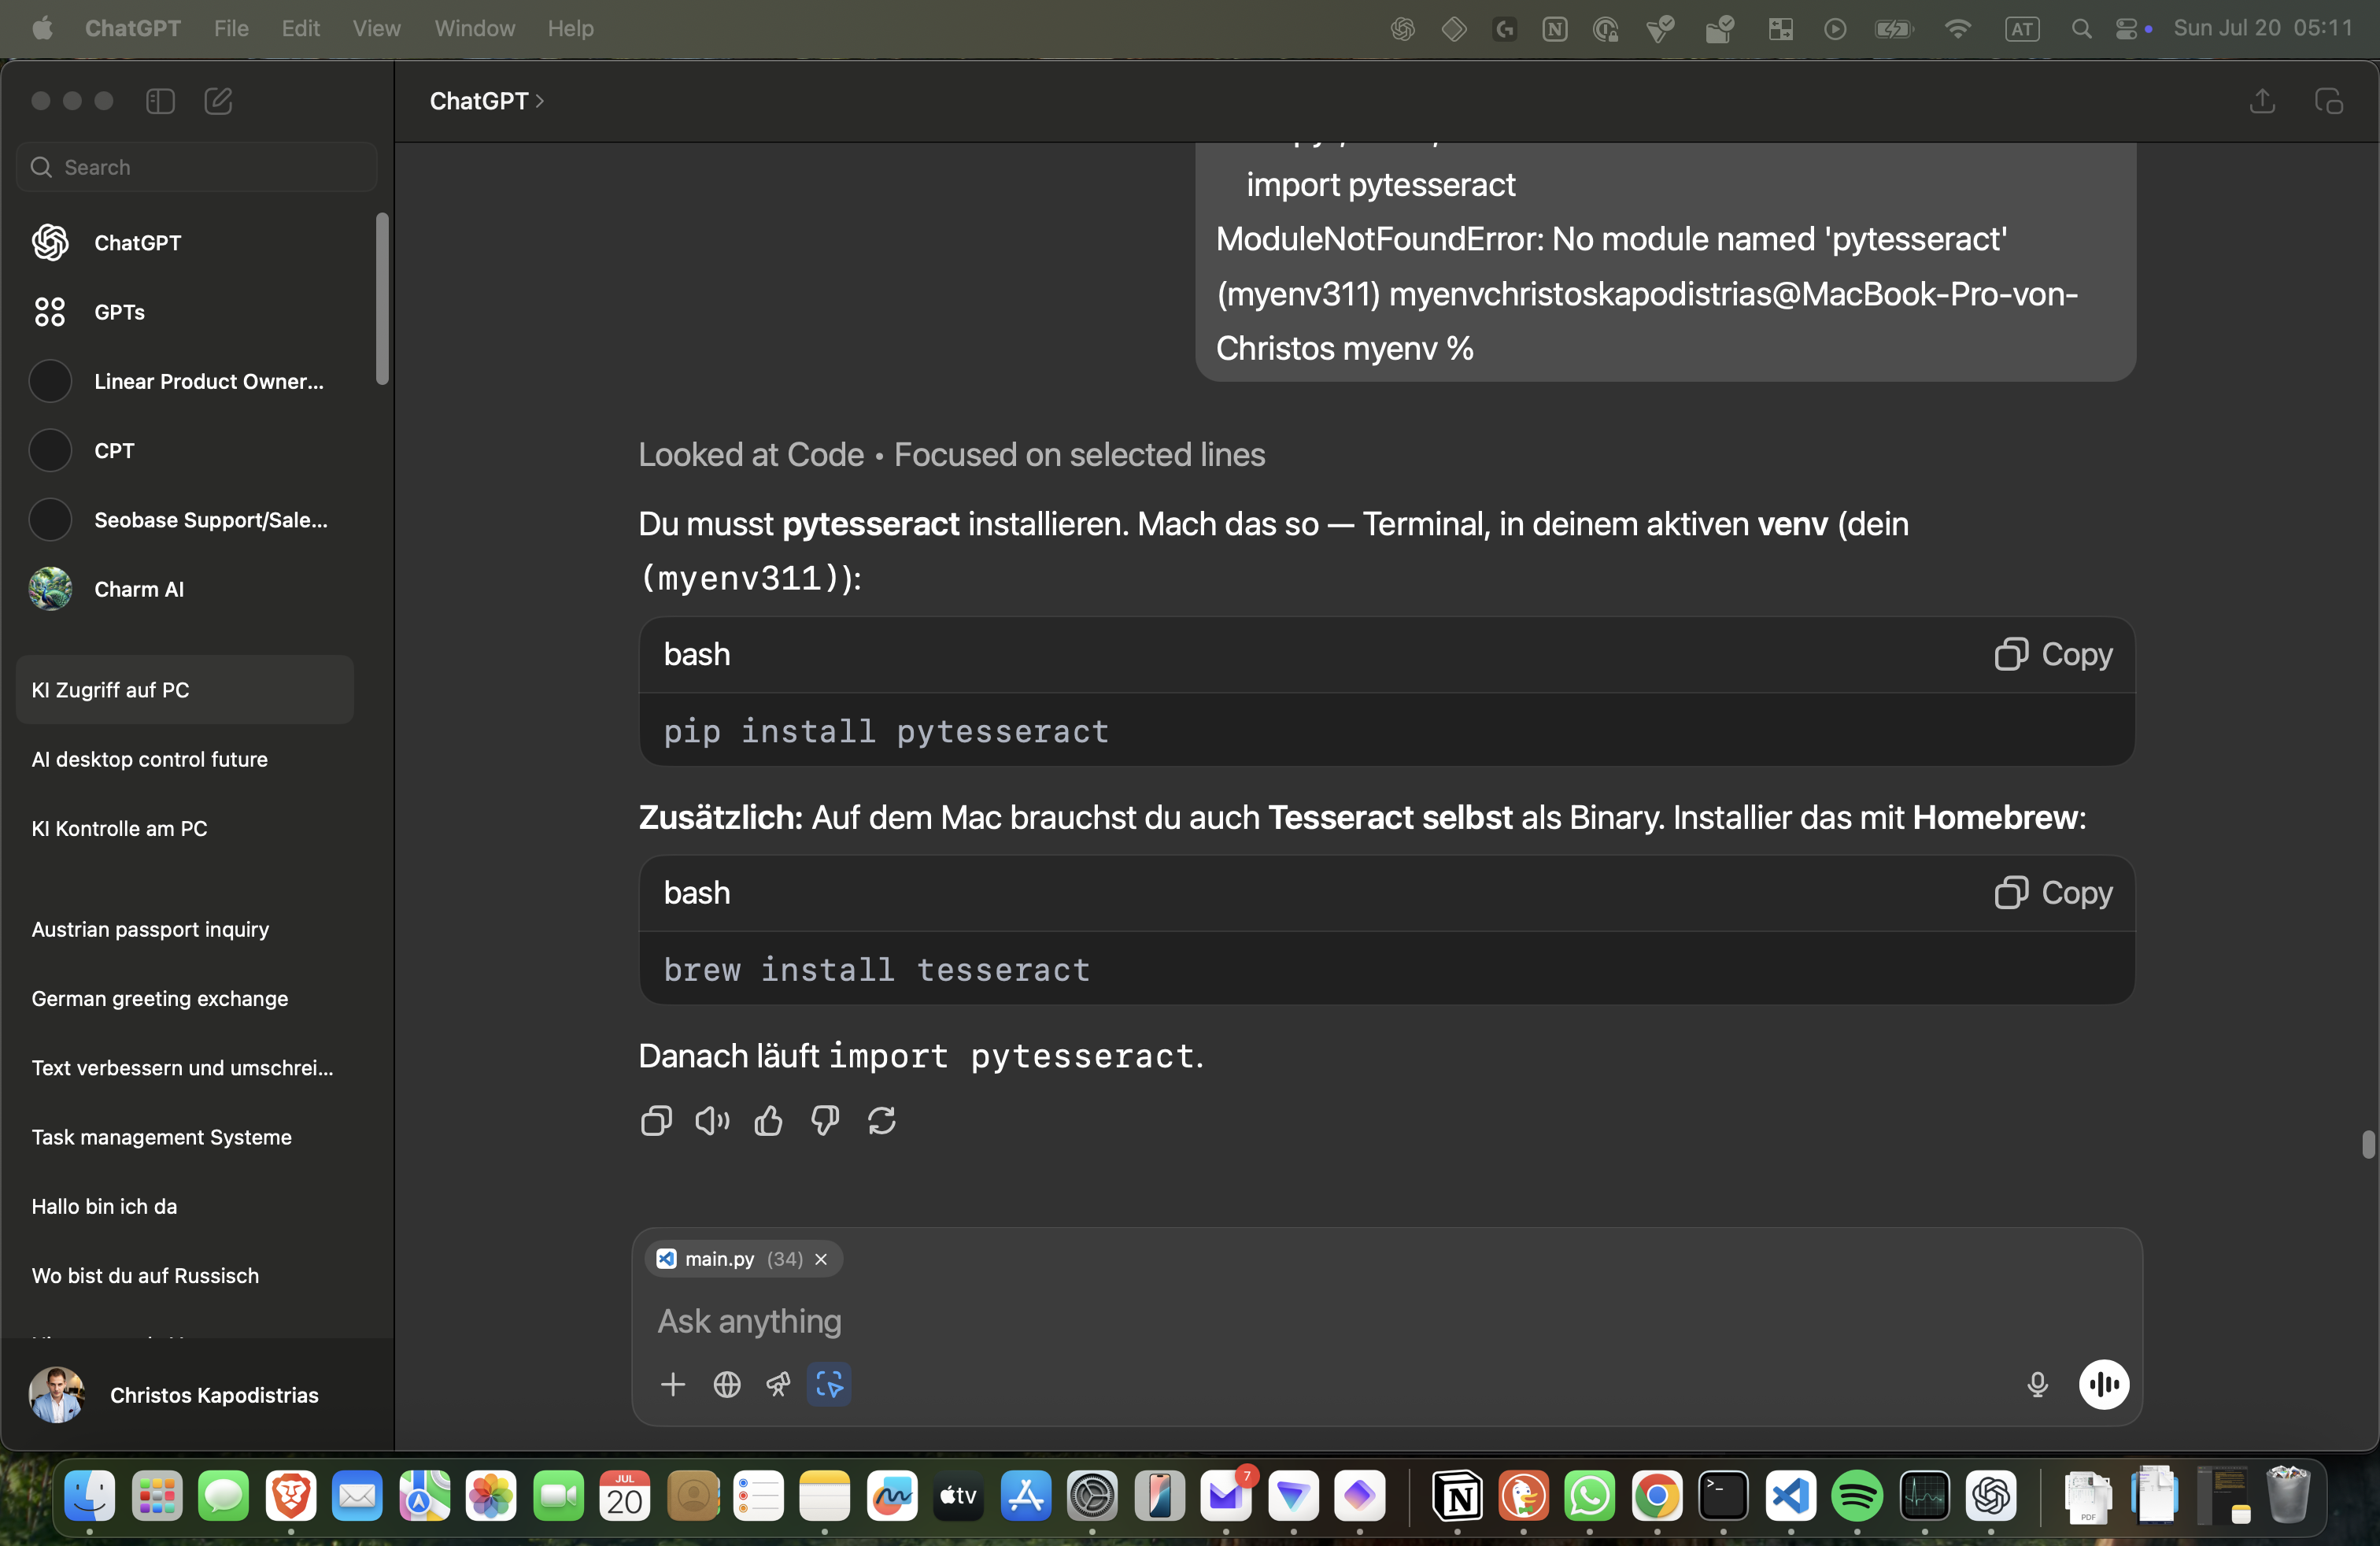 ChatGPT File Edit View Window Help
AT
Sun Jul 20 05:11
ChatGPT
Search
ChatGPT
GPTs
Linear Product Owner...
CPT
Seobase Support/Sale...
Charm AI
KI Zugriff auf PC
AI desktop control future
KI Kontrolle am PC
Austrian passport inquiry
German greeting exchange
Text verbessern und umschrei...
Task management Systeme
Hallo bin ich da
Wo bist du auf Russisch
Christos Kapodistrias
import pytesseract
ModuleNotFoundError: No module named 'pytesseract'
(myenv311) myenvchristoskapodistrias@MacBook-Pro-von-
Christos myenv %
Looked at Code • Focused on selected lines
Du musst pytesseract installieren. Mach das so — Terminal, in deinem aktiven venv (dein
(myenv311)):
bash
Copy
pip install pytesseract
Zusätzlich: Auf dem Mac brauchst du auch Tesseract selbst als Binary. Installier das mit Homebrew:
bash
Copy
brew install tesseract
Danach läuft import pytesseract.
main.py (34)
Ask anything
JUL
20
tv
7
PDF